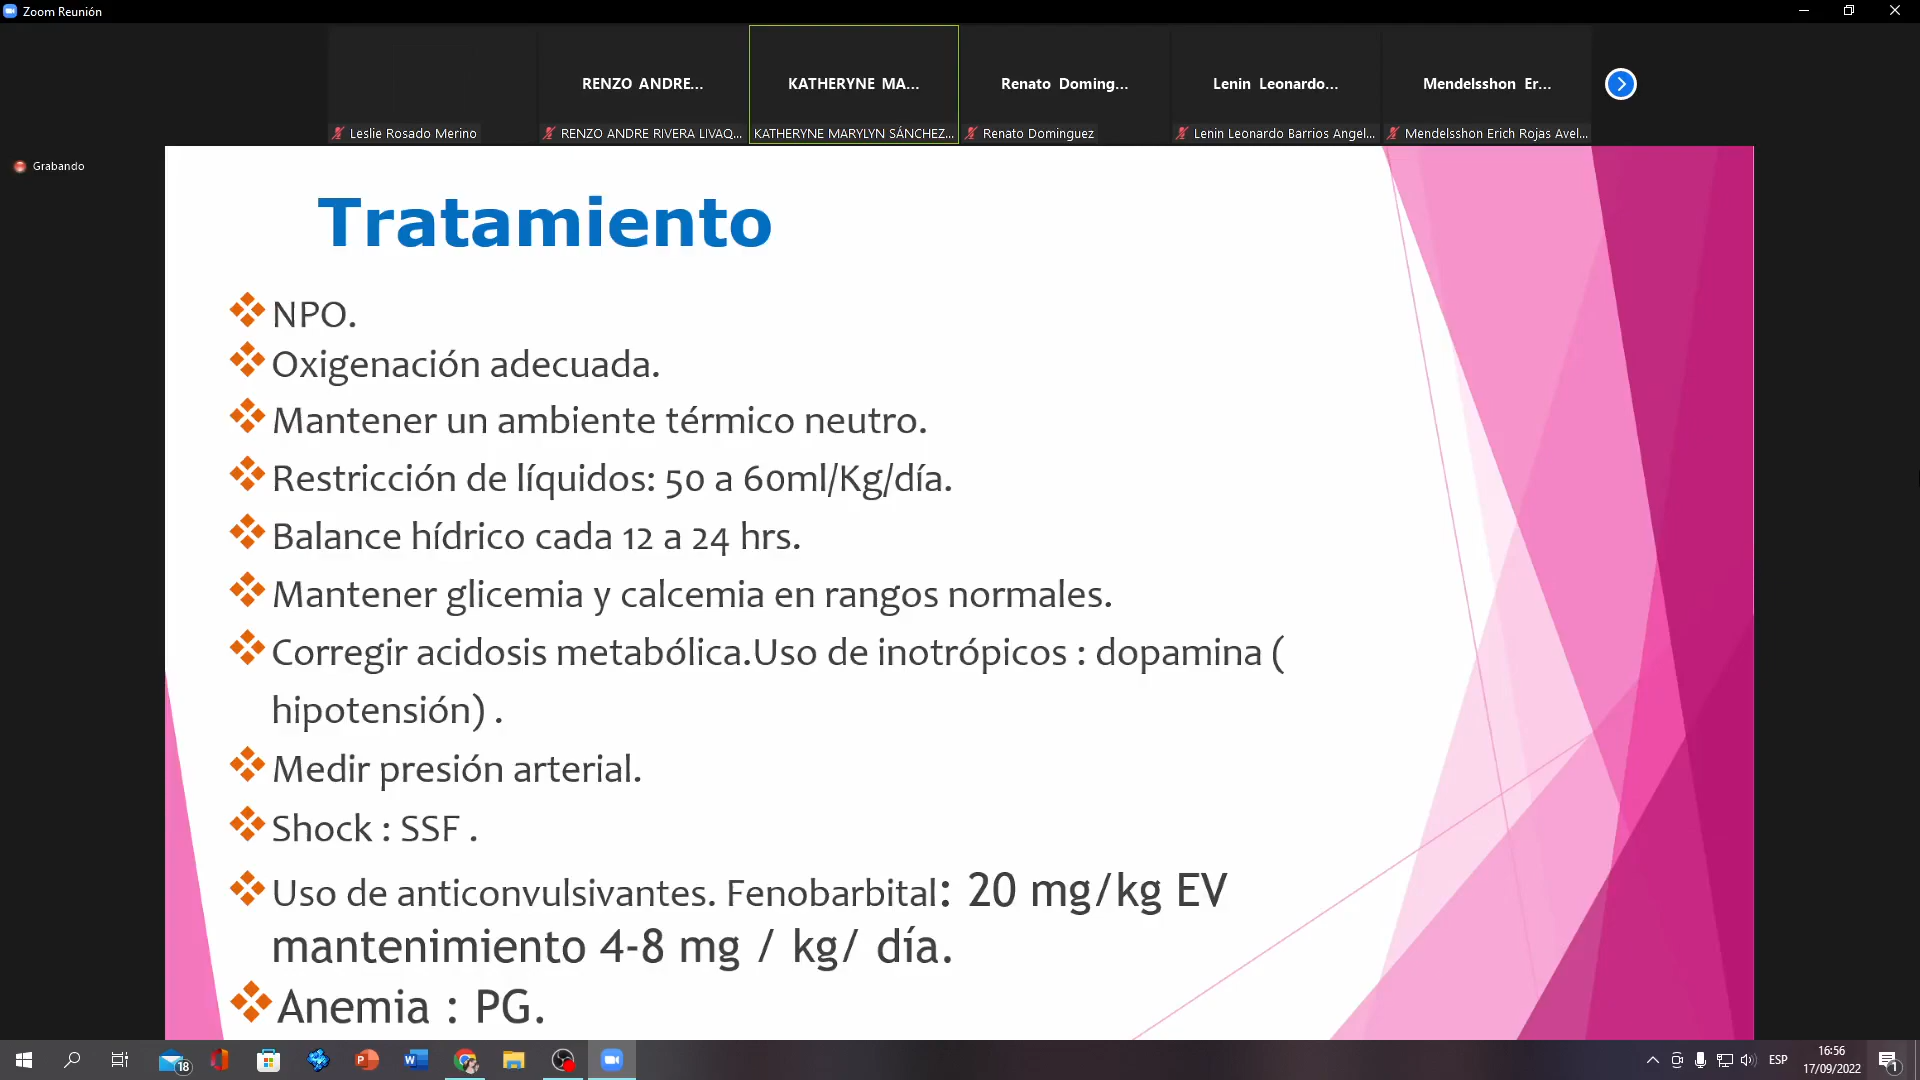 Zoom Reunión
RENZO ANDRE...
KATHERYNE MA...
Renato Doming...
Lenin Leonardo...
Mendelsshon Er...
Leslie Rosado Merino
RENZO ANDRE RIVERA LIVAQ...
KATHERYNE MARYLYN SÁNCHEZ...
Renato Dominguez
Lenin Leonardo Barrios Angel...
Mendelsshon Erich Rojas Avel...
Grabando
Tratamiento
NPO.
Oxigenación adecuada.
Mantener un ambiente térmico neutro.
Restricción de líquidos: 50 a 60ml/Kg/día.
Balance hídrico cada 12 a 24 hrs.
Mantener glicemia y calcemia en rangos normales.
Corregir acidosis metabólica.Uso de inotrópicos : dopamina (
hipotensión) .
Medir presión arterial.
Shock : SSF .
Uso de anticonvulsivantes. Fenobarbital: 20 mg/kg EV
mantenimiento 4-8 mg / kg/ día.
Anemia : PG.
18
ESP
16:56
17/09/2022
1